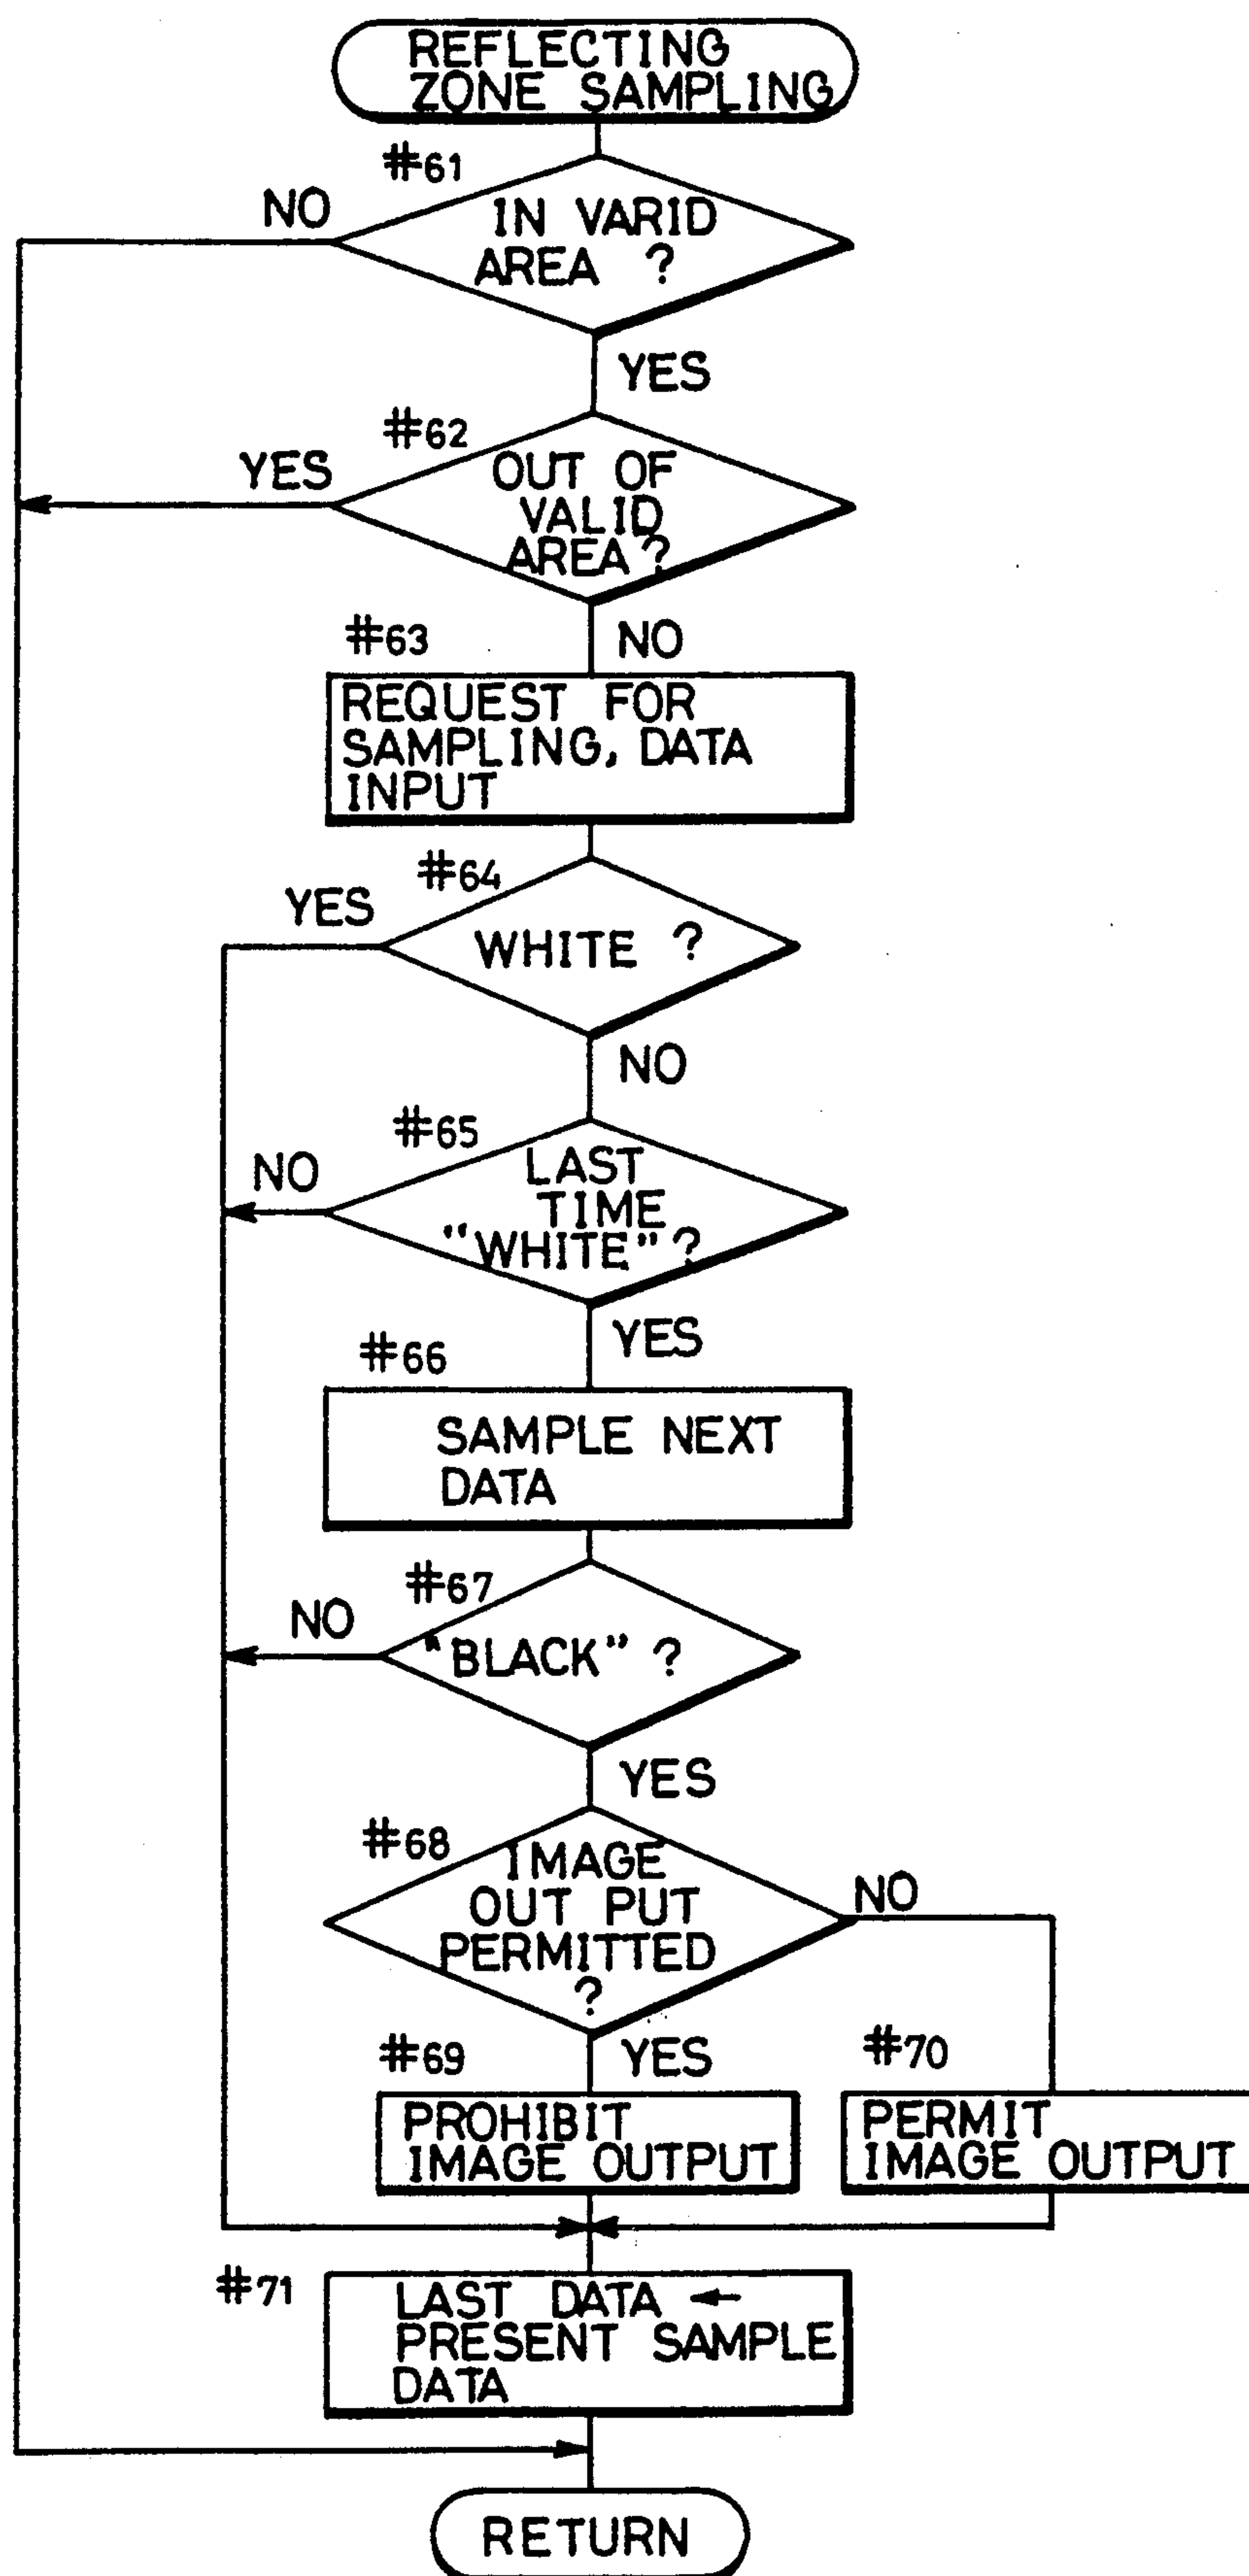 REFLECTING
ZONE SAMPLING
#61
NO
IN VARID
AREA ?
YES
#62
YES
OUT OF
VALID
AREA ?
#63
NO
REQUEST FOR
SAMPLING, DATA
INPUT
#64
YES
WHITE ?
NO
#65
NO
LAST
TIME
"WHITE" ?
YES
#66
SAMPLE NEXT
DATA
#67
NO
"BLACK" ?
YES
#68
IMAGE
OUT PUT
PERMITTED
?
NO
#69
YES
#70
PROHIBIT
IMAGE OUTPUT
PERMIT
IMAGE OUTPUT
#71
LAST DATA ←
PRESENT SAMPLE
DATA
RETURN